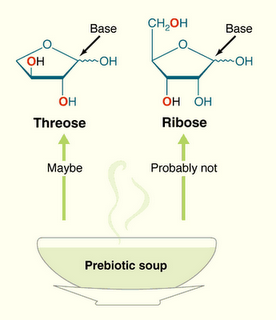 Base
O
OH
OH
OH
Threose
CH₂OH
Base
O
OH
OH
OH
Ribose
Maybe
Probably not
Prebiotic soup